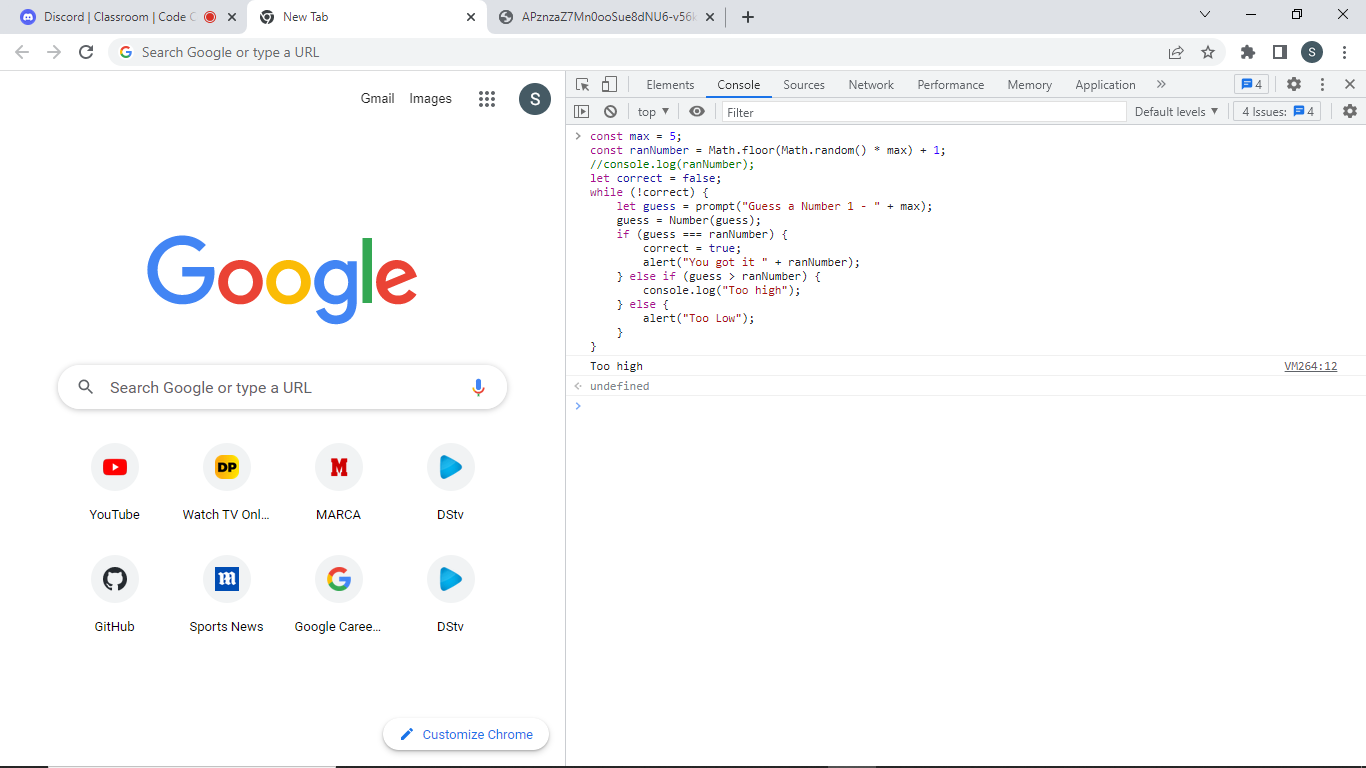 Discord | Classroom | Code C
New Tab
APznzaZ7Mn0ooSue8dNU6-v56
Search Google or type a URL
S
Gmail Images
S
Google
Search Google or type a URL
YouTube
DP
Watch TV Onl...
M
MARCA
DStv
GitHub
m
Sports News
G
Google Caree...
DStv
Customize Chrome
Elements Console Sources Network Performance Memory Application » 4
top Filter Default levels 4 Issues: 4
const max = 5;
const ranNumber = Math.floor(Math.random() * max) + 1;
//console.log(ranNumber);
let correct = false;
while (!correct) {
let guess = prompt("Guess a Number 1 - " + max);
guess = Number(guess);
if (guess === ranNumber) {
correct = true;
alert("You got it " + ranNumber);
} else if (guess > ranNumber) {
console.log("Too high");
} else {
alert("Too Low");
}
}
Too high VM264:12
undefined